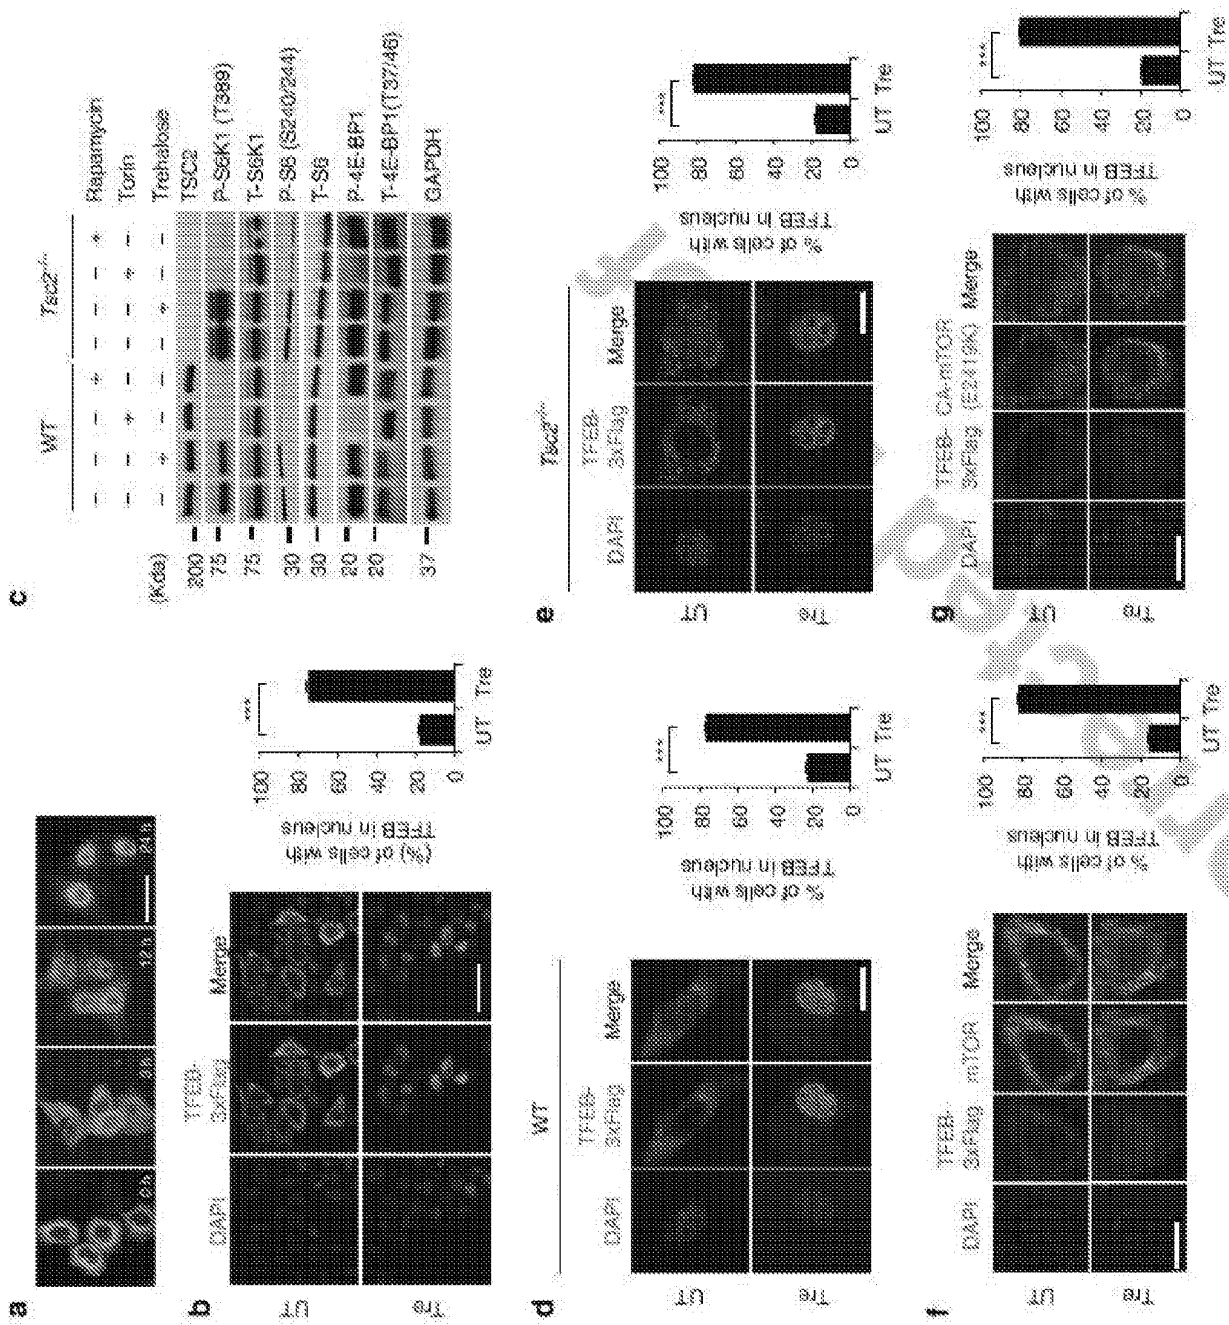 a
0 h
12 h
24 h
b
DAPI
TFEB-
3xFlag
Merge
UT
Tre
(%) of cells with
TFEB in nucleus
100
80
60
40
20
0
UT Tre
***
c
WT
Tsc2-/-
- - - + - - - + Rapamycin
- - + - - - + - Torin
- + - - - + - - Trehalose
(Kda)
200 TSC2
75 P-S6K1 (T389)
75 T-S6K1
30 P-S6 (S240/244)
30 T-S6
20 P-4E-BP1
20 T-4E-BP1(T37/46)
37 GAPDH
d
WT
DAPI
TFEB-
3xFlag
Merge
UT
Tre
% of cells with
TFEB in nucleus
100
80
60
40
20
0
UT Tre
***
e
Tsc2-/-
DAPI
TFEB-
3xFlag
Merge
UT
Tre
% of cells with
TFEB in nucleus
100
80
60
40
20
0
UT Tre
***
f
DAPI
TFEB-
3xFlag
mTOR
Merge
UT
Tre
% of cells with
TFEB in nucleus
100
80
60
40
20
0
UT Tre
***
g
DAPI
TFEB-
3xFlag
CA-mTOR
(E2419K)
Merge
UT
Tre
% of cells with
TFEB in nucleus
100
80
60
40
20
0
UT Tre
***